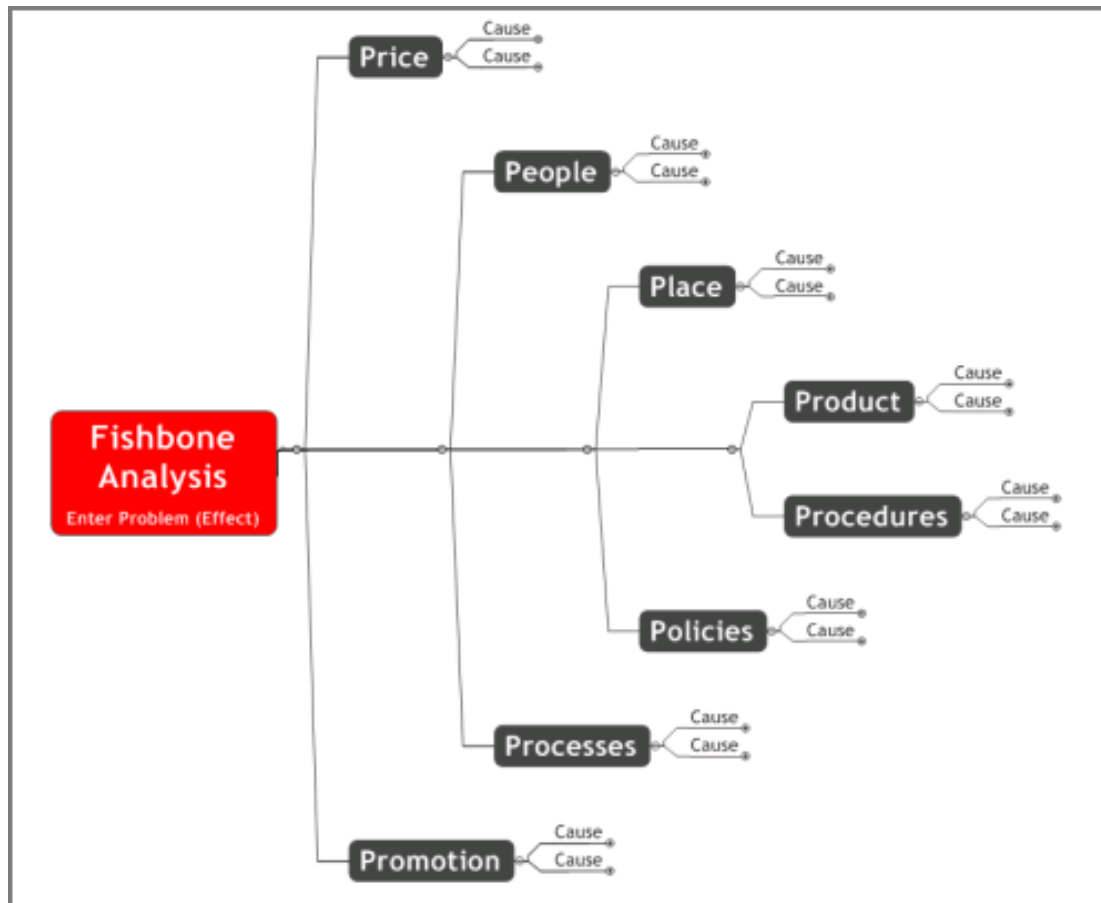 Price
Cause
Cause
People
Cause
Cause
Place
Cause
Cause
Product
Cause
Cause
Fishbone
Analysis
Enter Problem (Effect)
Procedures
Cause
Cause
Policies
Cause
Cause
Processes
Cause
Cause
Promotion
Cause
Cause